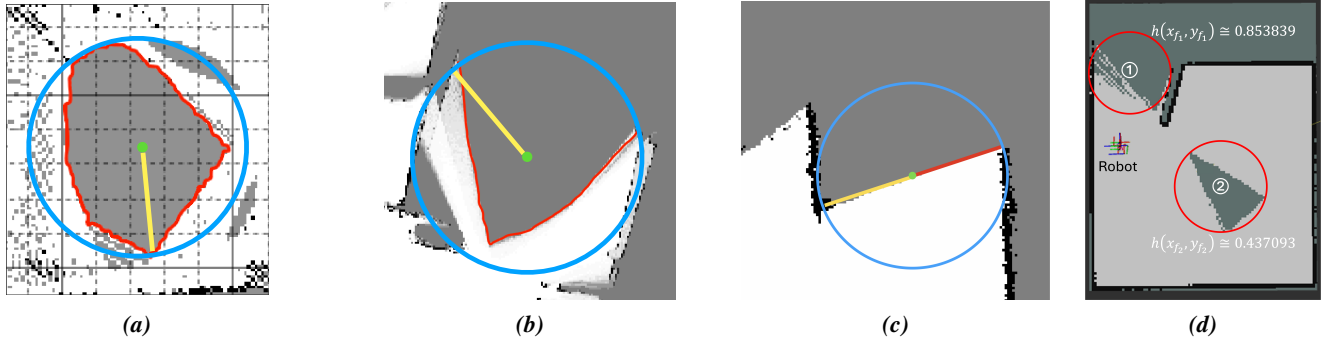 h(x_{f_1}, y_{f_1}) ≅ 0.853839
①
Robot
②
h(x_{f_2}, y_{f_2}) ≅ 0.437093
(a)
(b)
(c)
(d)